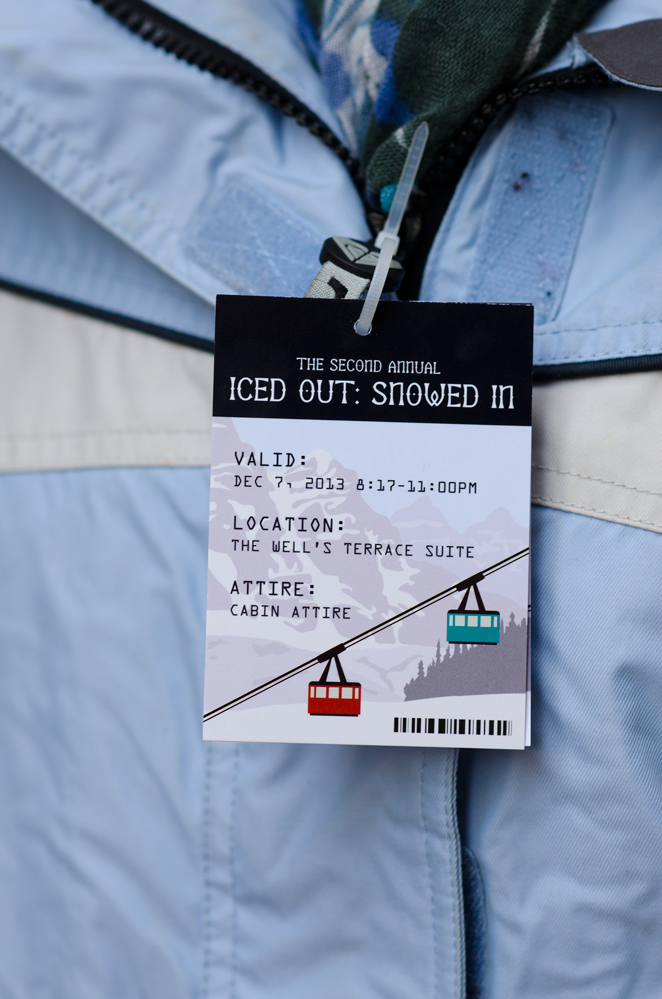 THE SECOND ANNUAL
ICED OUT: SNOWED IN
VALID:
DEC 7, 2013 8:17-11:00PM
LOCATION:
THE WELL'S TERRACE SUITE
ATTIRE:
CABIN ATTIRE